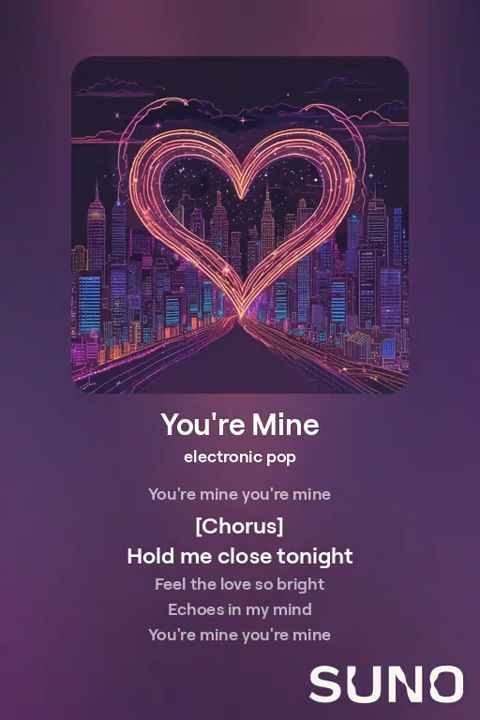 You're Mine
electronic pop
You're mine you're mine
[Chorus]
Hold me close tonight
Feel the love so bright
Echoes in my mind
You're mine you're mine
SUNO